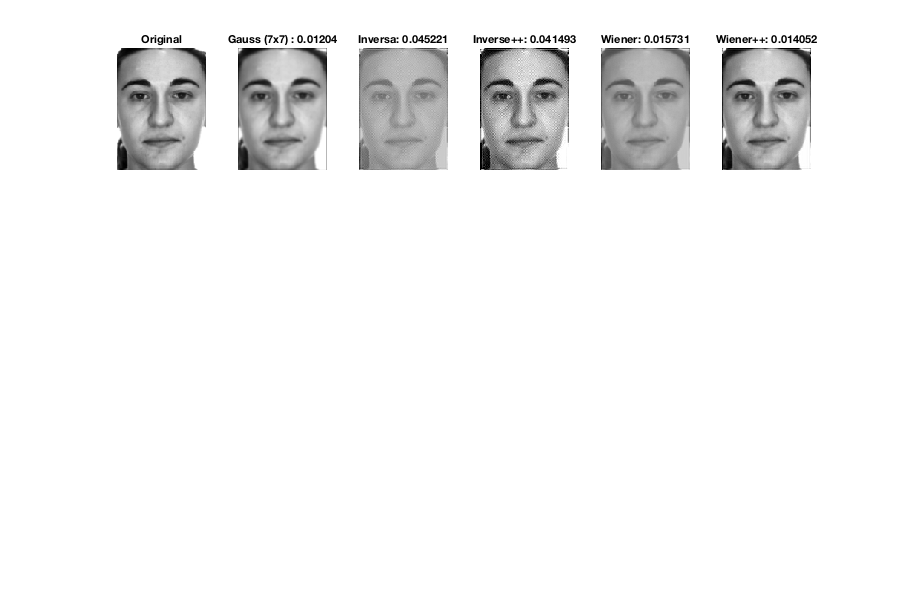 Original
Gauss (7x7) : 0.01204
Inversa: 0.045221
Inverse++: 0.041493
Wiener: 0.015731
Wiener++: 0.014052